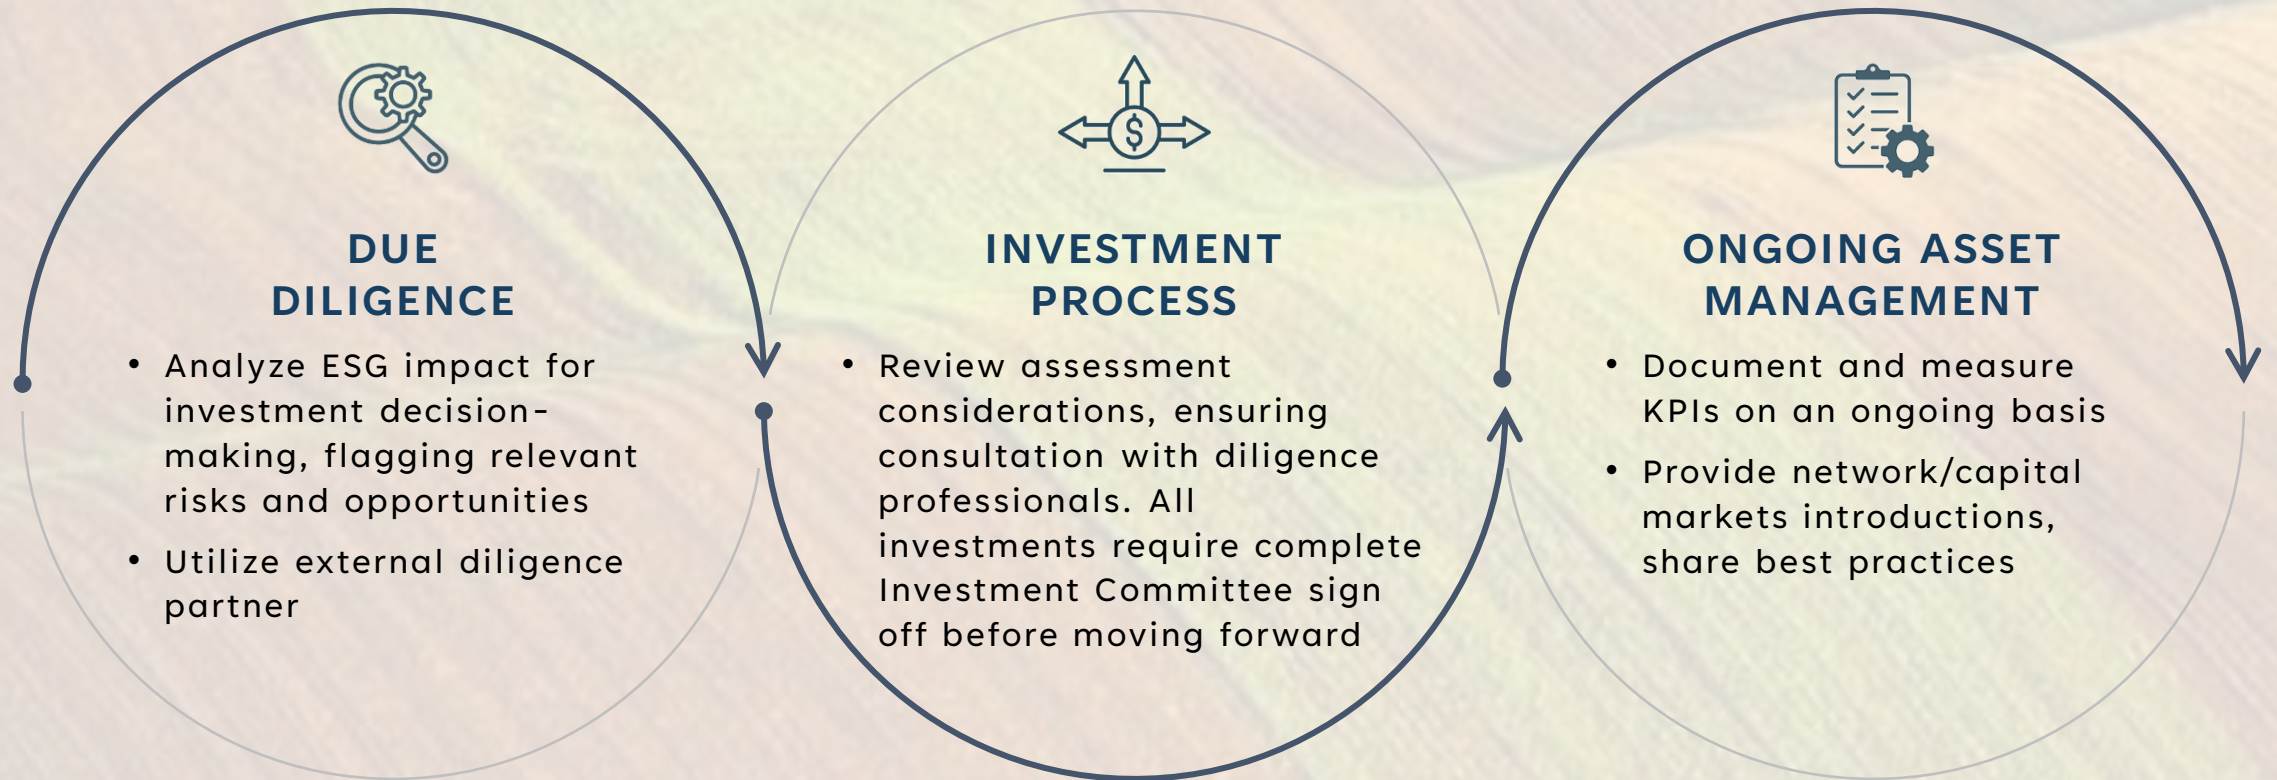 DUE
DILIGENCE
• Analyze ESG impact for
investment decision-
making, flagging relevant
risks and opportunities
• Utilize external diligence
partner
$
INVESTMENT
PROCESS
• Review assessment
considerations, ensuring
consultation with diligence
professionals. All
investments require complete
Investment Committee sign
off before moving forward
ONGOING ASSET
MANAGEMENT
• Document and measure
KPIs on an ongoing basis
• Provide network/capital
markets introductions,
share best practices